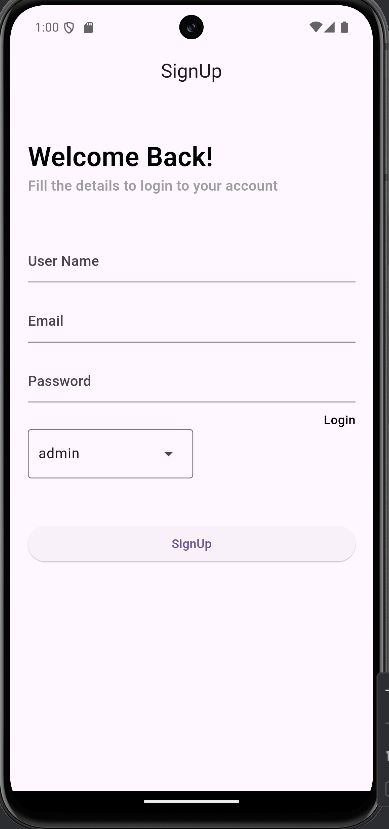 1:00
SignUp
Welcome Back!
Fill the details to login to your account
User Name
Email
Password
Login
admin
SignUp